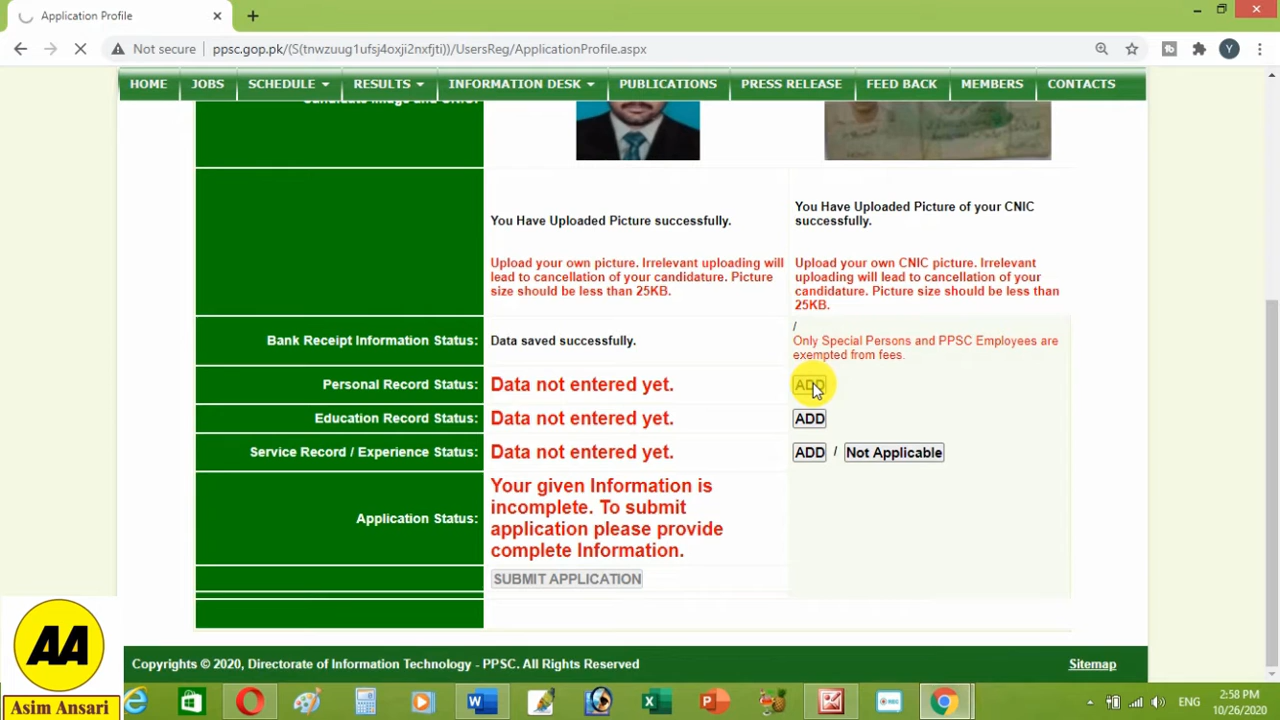 Application Profile
Not secure
ppsc.gop.pk/(S(tnwzuug1ufsj4oxji2nxfjti))/UsersReg/ApplicationProfile.aspx
Y
HOME
JOBS
SCHEDULE
RESULTS
INFORMATION DESK
PUBLICATIONS
PRESS RELEASE
FEED BACK
MEMBERS
CONTACTS
You Have Uploaded Picture successfully.
Upload your own picture. Irrelevant uploading will
lead to cancellation of your candidature. Picture
size should be less than 25KB.
You Have Uploaded Picture of your CNIC
successfully.
Upload your own CNIC picture. Irrelevant
uploading will lead to cancellation of your
candidature. Picture size should be less than
25KB.
Bank Receipt Information Status:
Data saved successfully.
/
Only Special Persons and PPSC Employees are
exempted from fees.
Personal Record Status:
Data not entered yet.
ADD
Education Record Status:
Data not entered yet.
ADD
Service Record / Experience Status:
Data not entered yet.
ADD / Not Applicable
Application Status:
Your given Information is
incomplete. To submit
application please provide
complete Information.
SUBMIT APPLICATION
Copyrights © 2020, Directorate of Information Technology - PPSC. All Rights Reserved
Sitemap
AA
Asim Ansari
ENG
2:58 PM
10/26/2020